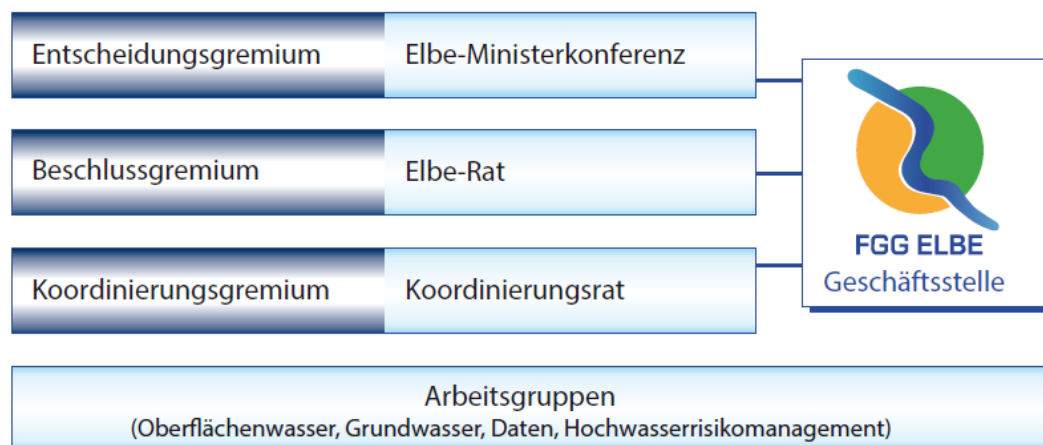 Entscheidungsgremium Elbe-Ministerkonferenz
Beschlussgremium Elbe-Rat
Koordinierungsgremium Koordinierungsrat
FGG ELBE
Geschäftsstelle
Arbeitsgruppen
(Oberflächenwasser, Grundwasser, Daten, Hochwasserrisikomanagement)